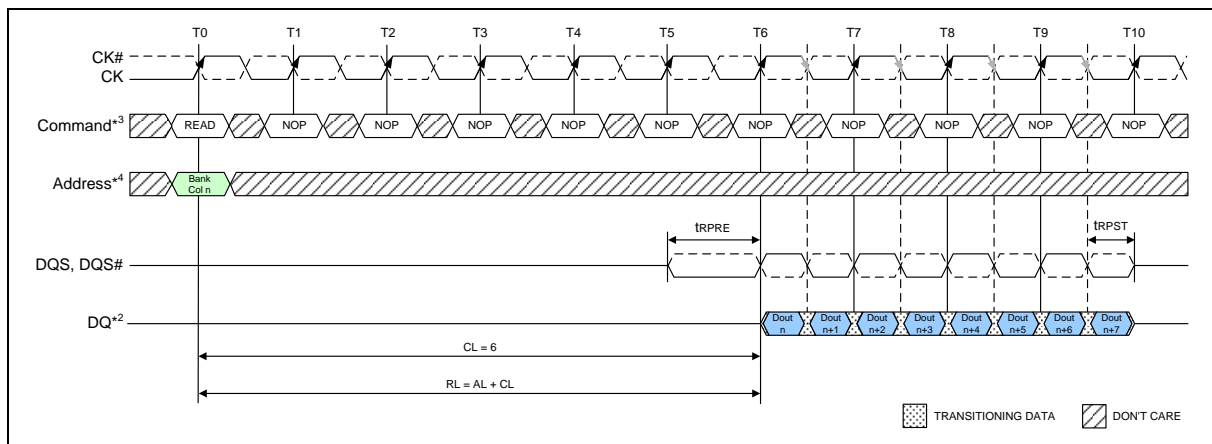 T0 T1 T2 T3 T4 T5 T6 T7 T8 T9 T10
CK#
CK
Command*3 READ NOP NOP NOP NOP NOP NOP NOP NOP NOP NOP
Address*4 Bank Col n
tRPRE tRPST
DQS, DQS#
DQ*2 Dout n Dout n+1 Dout n+2 Dout n+3 Dout n+4 Dout n+5 Dout n+6 Dout n+7
CL = 6
RL = AL + CL
TRANSITIONING DATA DON'T CARE